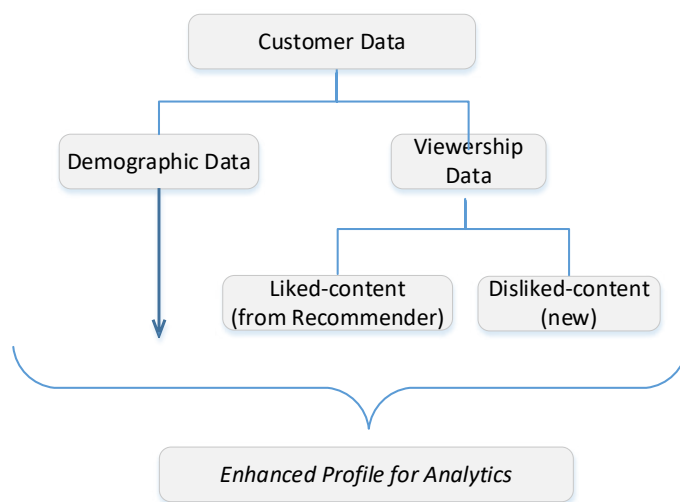 Customer Data
Demographic Data
Viewership
Data
Liked-content
(from Recommender)
Disliked-content
(new)
Enhanced Profile for Analytics